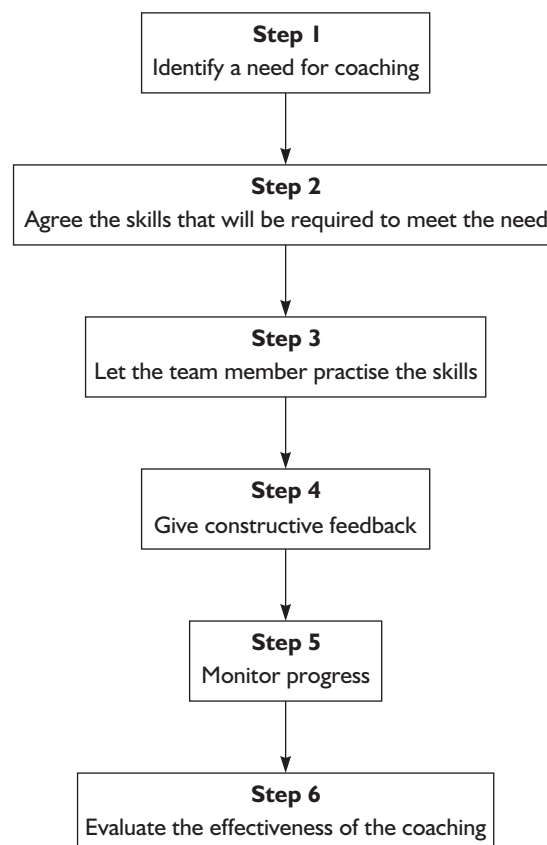 Step 1
Identify a need for coaching
Step 2
Agree the skills that will be required to meet the need
Step 3
Let the team member practise the skills
Step 4
Give constructive feedback
Step 5
Monitor progress
Step 6
Evaluate the effectiveness of the coaching